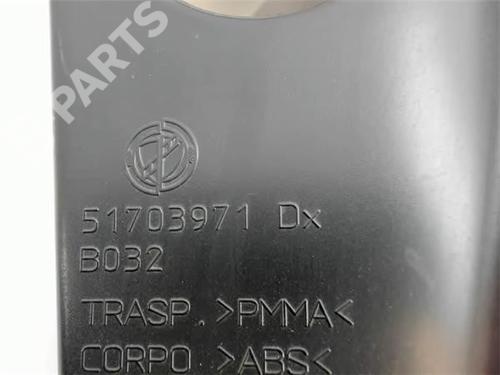 PARTS
51703971 Dx
B032
TRASP. >PMMA<
CORPO >ABS<